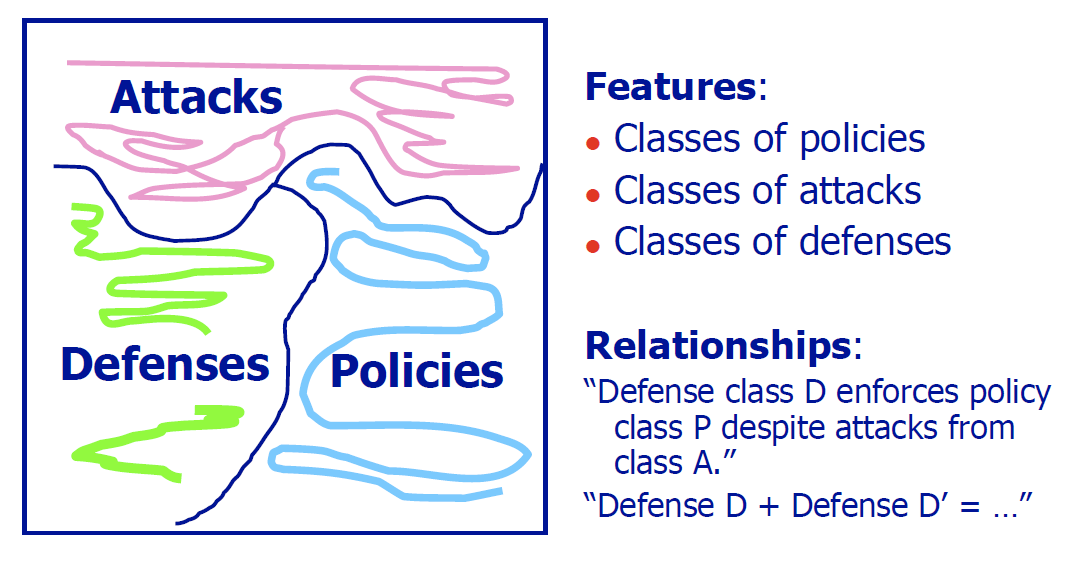 Attacks
Defenses
Policies
Features:
• Classes of policies
• Classes of attacks
• Classes of defenses
Relationships:
“Defense class D enforces policy
class P despite attacks from
class A.”
“Defense D + Defense D’ = …”